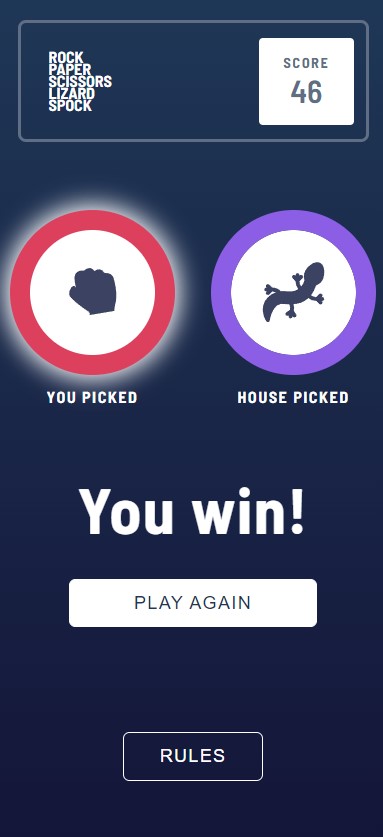 ROCK
PAPER
SCISSORS
LIZARD
SPOCK
SCORE
46
YOU PICKED
HOUSE PICKED
You win!
PLAY AGAIN
RULES